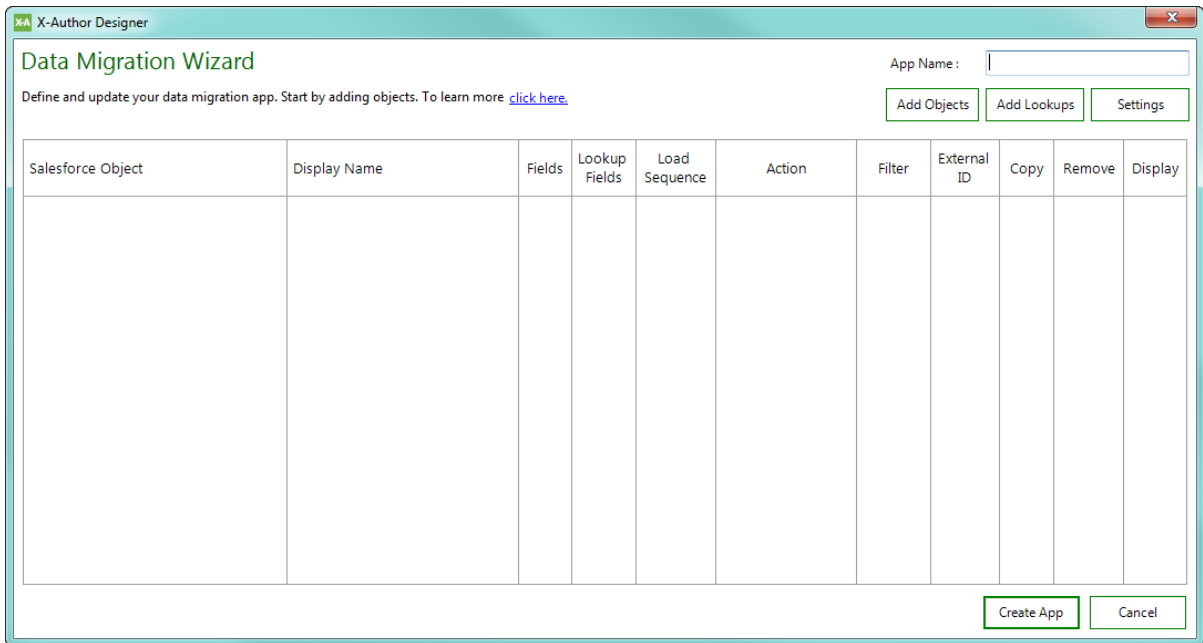 X-A X-Author Designer
x
Data Migration Wizard
App Name :
Define and update your data migration app. Start by adding objects. To learn more click here.
Add Objects Add Lookups Settings
Salesforce Object Display Name Fields Lookup Fields Load Sequence Action Filter External ID Copy Remove Display
Create App Cancel